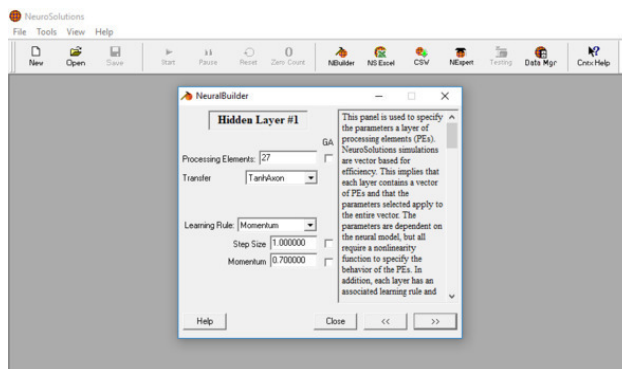 NeuroSolutions
File Tools View Help
New Open Save Start Pause Reset Zero Count NBuilder NS Excel CSV NExpert Testing Data Mgr Cntx Help
NeuralBuilder
Hidden Layer #1
GA
Processing Elements: 27
Transfer TanhAxon
Learning Rule: Momentum
Step Size 1.000000
Momentum 0.700000
This panel is used to specify
the parameters a layer of
processing elements (PEs).
NeuroSolutions simulations
are vector based for
efficiency. This implies that
each layer contains a vector
of PEs and that the
parameters selected apply to
the entire vector. The
parameters are dependent on
the neural model, but all
require a nonlinearity
function to specify the
behavior of the PEs. In
addition, each layer has an
associated learning rule and
Help Close << >>